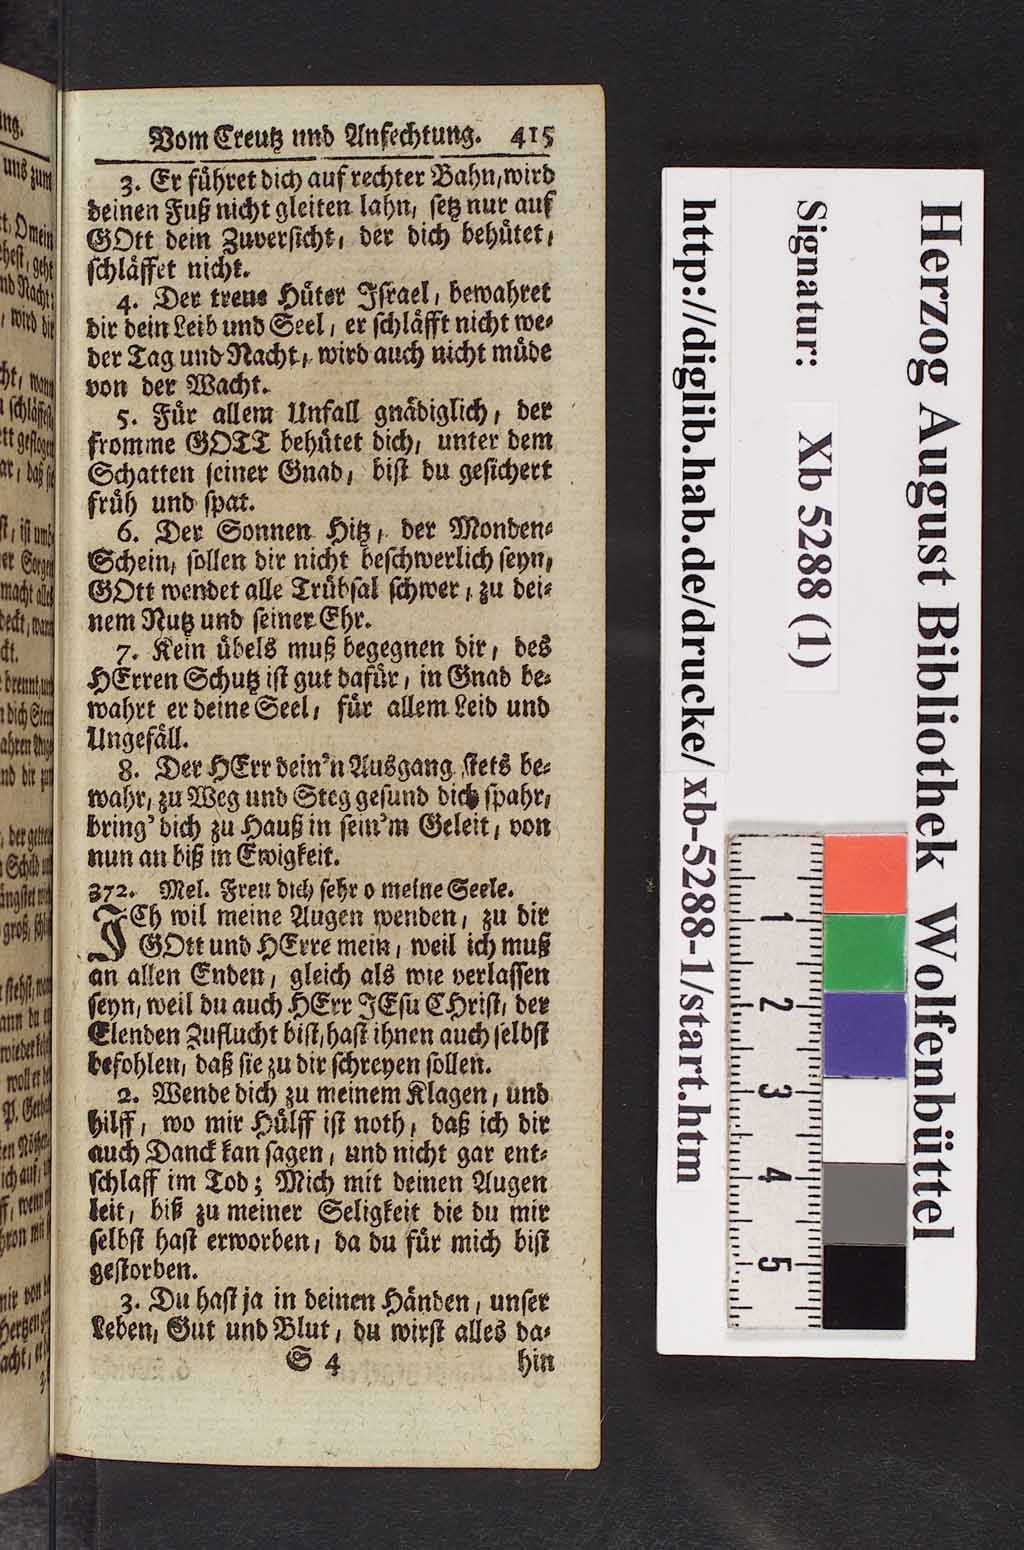 Vom Creutz und Anfechtung. 415
3. Er führet dich auf rechter Bahn, wird
deinen Fuß nicht gleiten lahn, setz nur auf
GOtt dein Zuversicht, der dich behütet,
schläffet nicht.
4. Der treue Hüter Israel, bewahret
dir dein Leib und Seel, er schläfft nicht we-
der Tag und Nacht, wird auch nicht müde
von der Wacht.
5. Für allem Unfall gnädiglich, der
fromme GOTT behütet dich, unter dem
Schatten seiner Gnad, bist du gesichert
früh und spat.
6. Der Sonnen Hitz, der Monden-
Schein, sollen dir nicht beschwerlich seyn,
GOtt wendet alle Trübsal schwer, zu dei-
nem Nutz und seiner Ehr.
7. Kein übels muß begegnen dir, des
HErren Schutz ist gut dafür, in Gnad be-
wahrt er deine Seel, für allem Leid und
Ungefäll.
8. Der HErr dein'n Ausgang stets be-
wahr, zu Weg und Steg gesund dich spahr,
bring' dich zu Hauß in sein'm Geleit, von
nun an biß in Ewigkeit.
372. Mel. Freu dich sehr o meine Seele.
ICh wil meine Augen wenden, zu dir
GOtt und HErre mein, weil ich muß
an allen Enden, gleich als wie verlassen
seyn, weil du auch HErr JEsu CHrist, der
Elenden Zuflucht bist, hast ihnen auch selbst
befohlen, daß sie zu dir schreyen sollen.
2. Wende dich zu meinem Klagen, und
hilff, wo mir Hülff ist noth, daß ich dir
auch Danck kan sagen, und nicht gar ent-
schlaff im Tod; Mich mit deinen Augen
leit, biß zu meiner Seligkeit die du mir
selbst hast erworben, da du für mich bist
gestorben.
3. Du hast ja in deinen Händen, unser
Leben, Gut und Blut, du wirst alles da-
S 4 hin
Herzog August Bibliothek Wolfenbüttel
Signatur: Xb 5288 (1)
http://diglib.hab.de/drucke/ xb-5288-1/start.htm
1
2
3
4
5